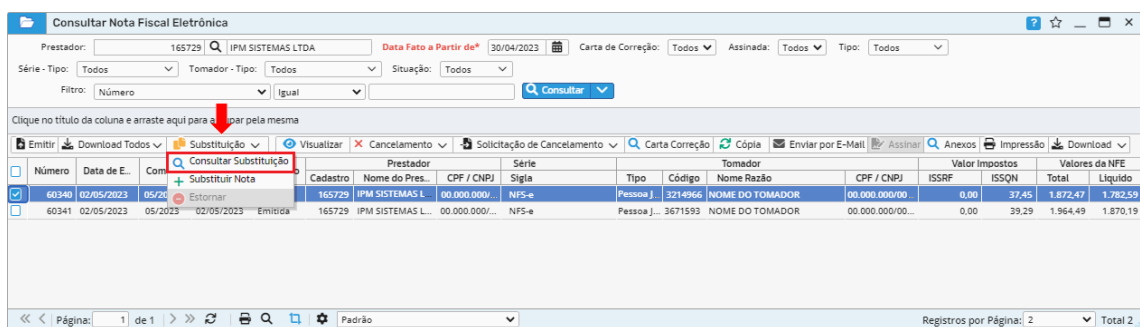 Consultar Nota Fiscal Eletrônica
Prestador: 165729 IPM SISTEMAS LTDA Data Fato a Partir de* 30/04/2023 Carta de Correção: Todos Assinada: Todos Tipo: Todos
Série - Tipo: Todos Tomador - Tipo: Todos Situação: Todos
Filtro: Número Igual Consultar
Clique no título da coluna e arraste aqui para a upar pela mesma
Emitir Download Todos Substituição Visualizar Cancelamento Solicitação de Cancelamento Carta Correção Cópia Enviar por E-Mail Assinar Anexos Impressão Download
Consultar Substituição
Substituir Nota
Estornar
Prestador Série Tomador Valor Impostos Valores da NFE
Número Data de E... Com o Cadastro Nome do Pres... CPF / CNPJ Sigla Tipo Código Nome Razão CPF / CNPJ ISSRF ISSQN Total Líquido
60340 02/05/2023 05/20 165729 IPM SISTEMAS L... 00.000.000/... NFS-e Pessoa J... 3214966 NOME DO TOMADOR 00.000.000/00... 0,00 37,45 1.872,47 1.782,59
60341 02/05/2023 05/2023 02/05/2023 Emitida 165729 IPM SISTEMAS L... 00.000.000/... NFS-e Pessoa J... 3671593 NOME DO TOMADOR 00.000.000/00... 0,00 39,29 1.964,49 1.870,19
Página: 1 de 1 Padrão Registros por Página: 2 Total 2